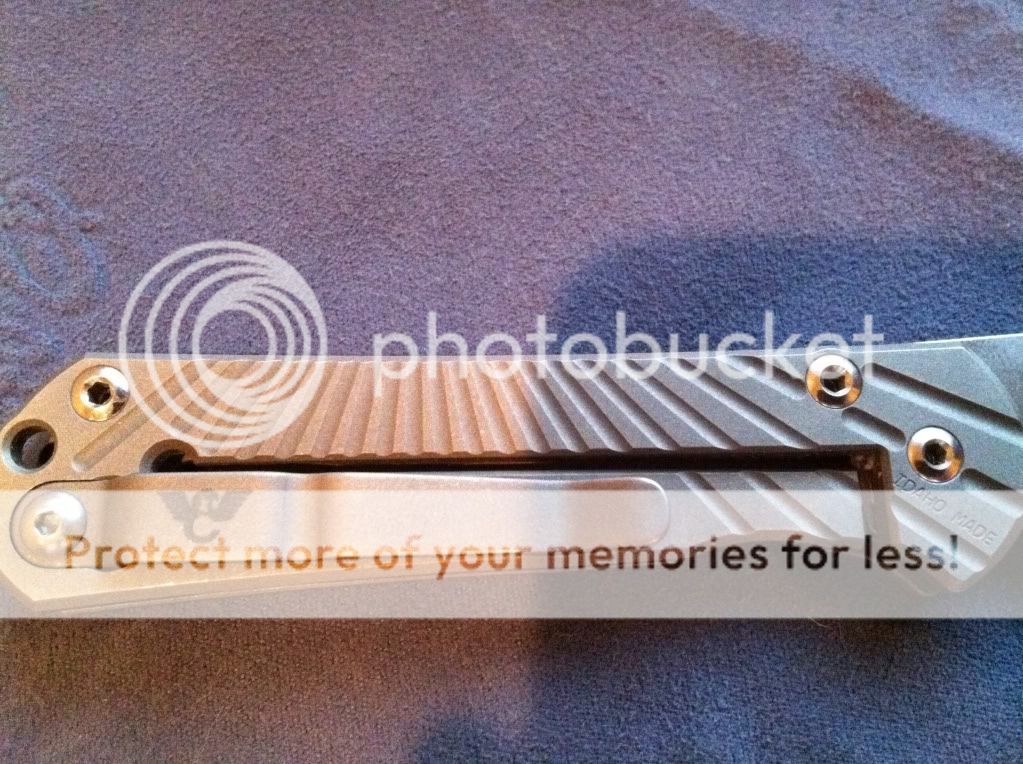 photobucket
IDAHO MADE
Protect more of your memories for less!